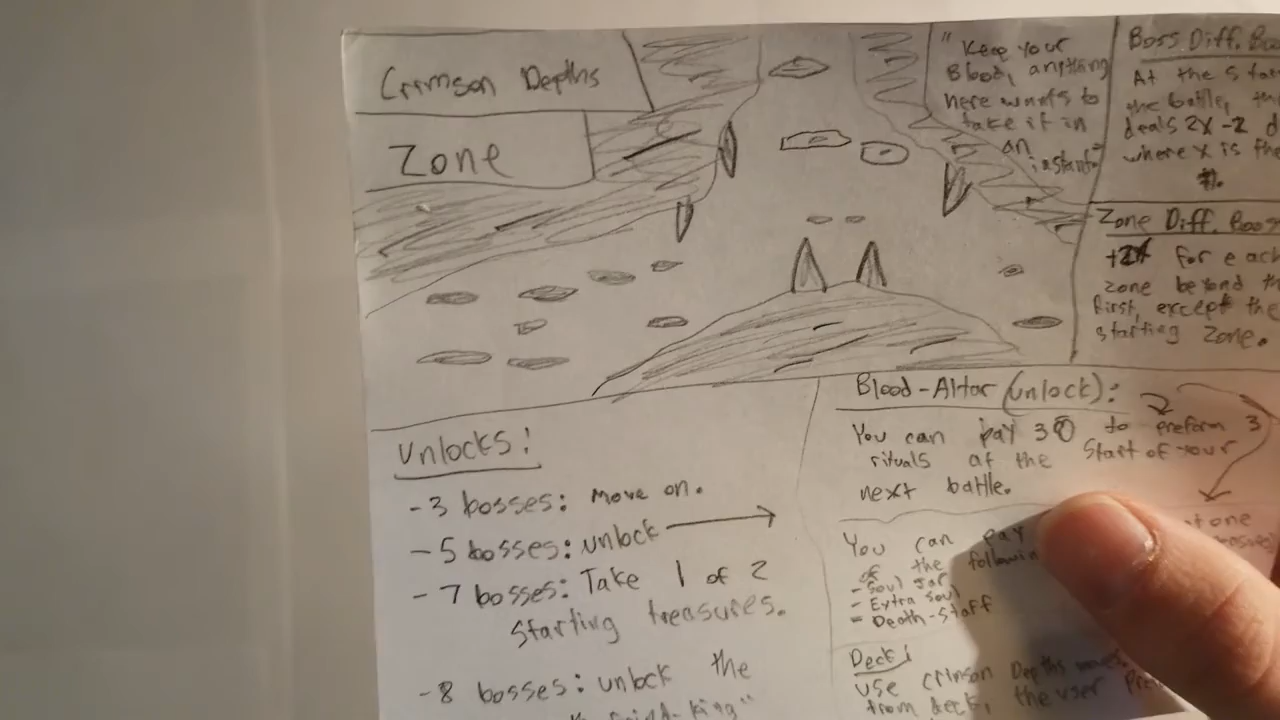 Crimson Depths
Zone
"Keep your
Blood, anything
here wants to
take it in
an
instant"
Boss Diff.
At the
the battle,
deals 2X-2
where X is the
Zone Diff.
for each
zone beyond
first, except the
starting zone.
Unlocks:
-3 bosses: Move on.
-5 bosses: unlock
-7 bosses: Take 1 of 2
starting treasures.
-8 bosses: unlock the
Blood-Altar (unlock):
You can pay 30 to preform 3
rituals at the start of your
next battle.
You can pay
of the
-Soul Jar
-Extra Soul
-Death-Staff
Deck:
Use Crimson Depths
from deck, the user